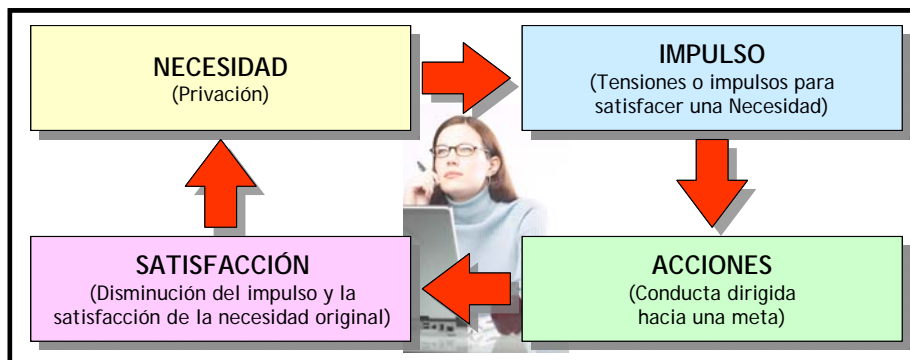 NECESIDAD
(Privación)
IMPULSO
(Tensiones o impulsos para
satisfacer una Necesidad)
SATISFACCIÓN
(Disminución del impulso y la
satisfacción de la necesidad original)
ACCIONES
(Conducta dirigida
hacia una meta)